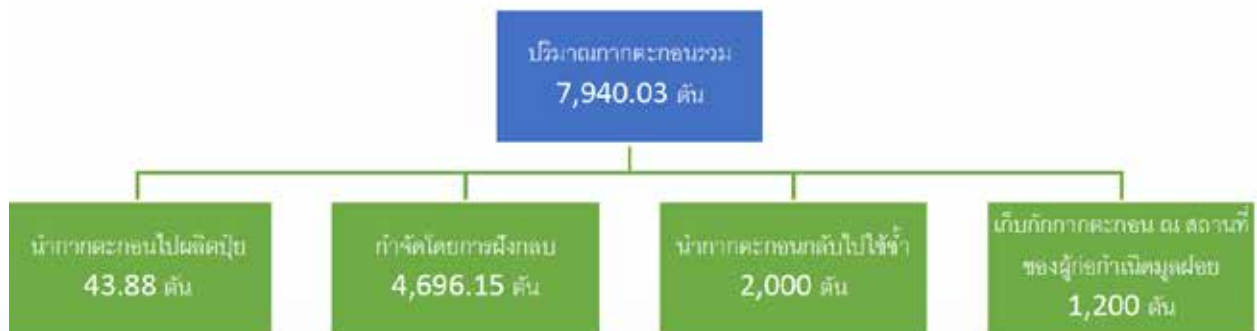 ปริมาณกากตะกอนรวม
7,940.03 ตัน
นำกากตะกอนไปผลิตปุ๋ย
43.88 ตัน
กำจัดโดยการฝังกลบ
4,696.15 ตัน
นำกากตะกอนกลับไปใช้ซ้ำ
2,000 ตัน
เก็บกักกากตะกอน ณ สถานที่
ของผู้ก่อกำเนิดมูลฝอย
1,200 ตัน